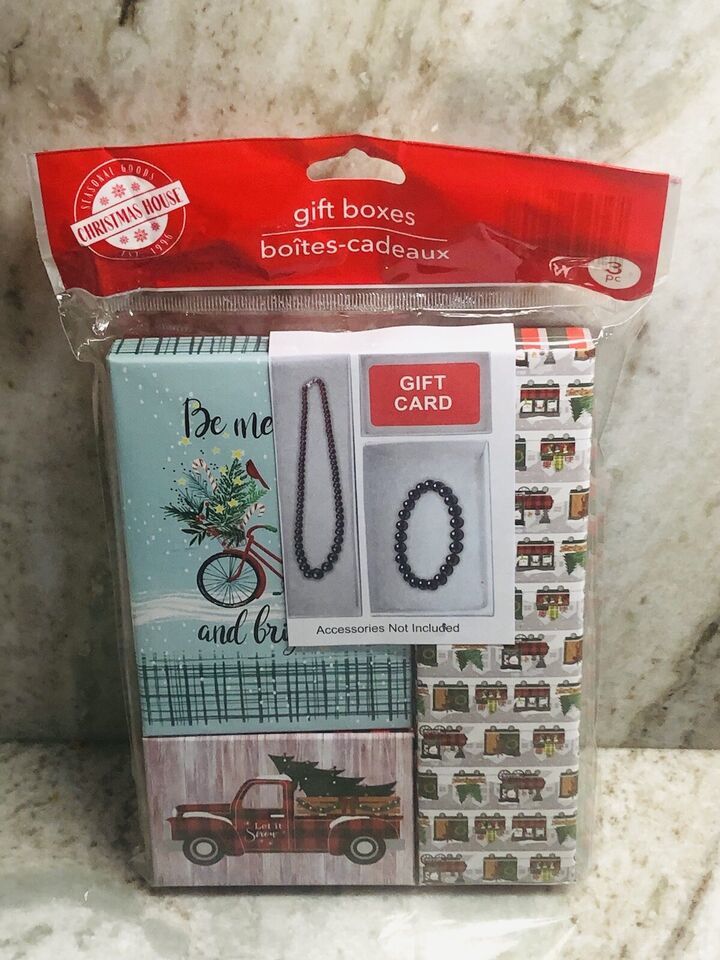 SEASONAL GOODS
CHRISTMAS HOUSE
EST. 1996
gift boxes
boîtes-cadeaux
3
pc
Be me
and bri
GIFT
CARD
Accessories Not Included
Let it
Snow